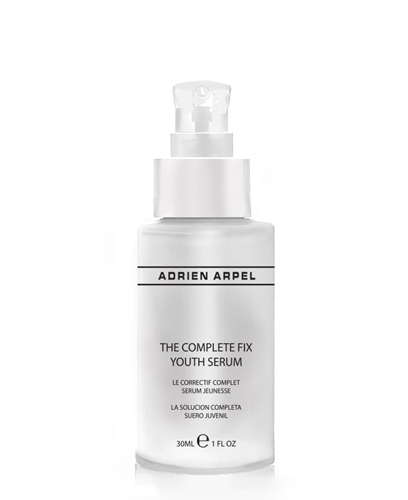 ADRIEN ARPEL
THE COMPLETE FIX
YOUTH SERUM
LE CORRECTIF COMPLET
SERUM JEUNESSE
LA SOLUCION COMPLETA
SUERO JUVENIL
30ML ℮ 1 FL OZ